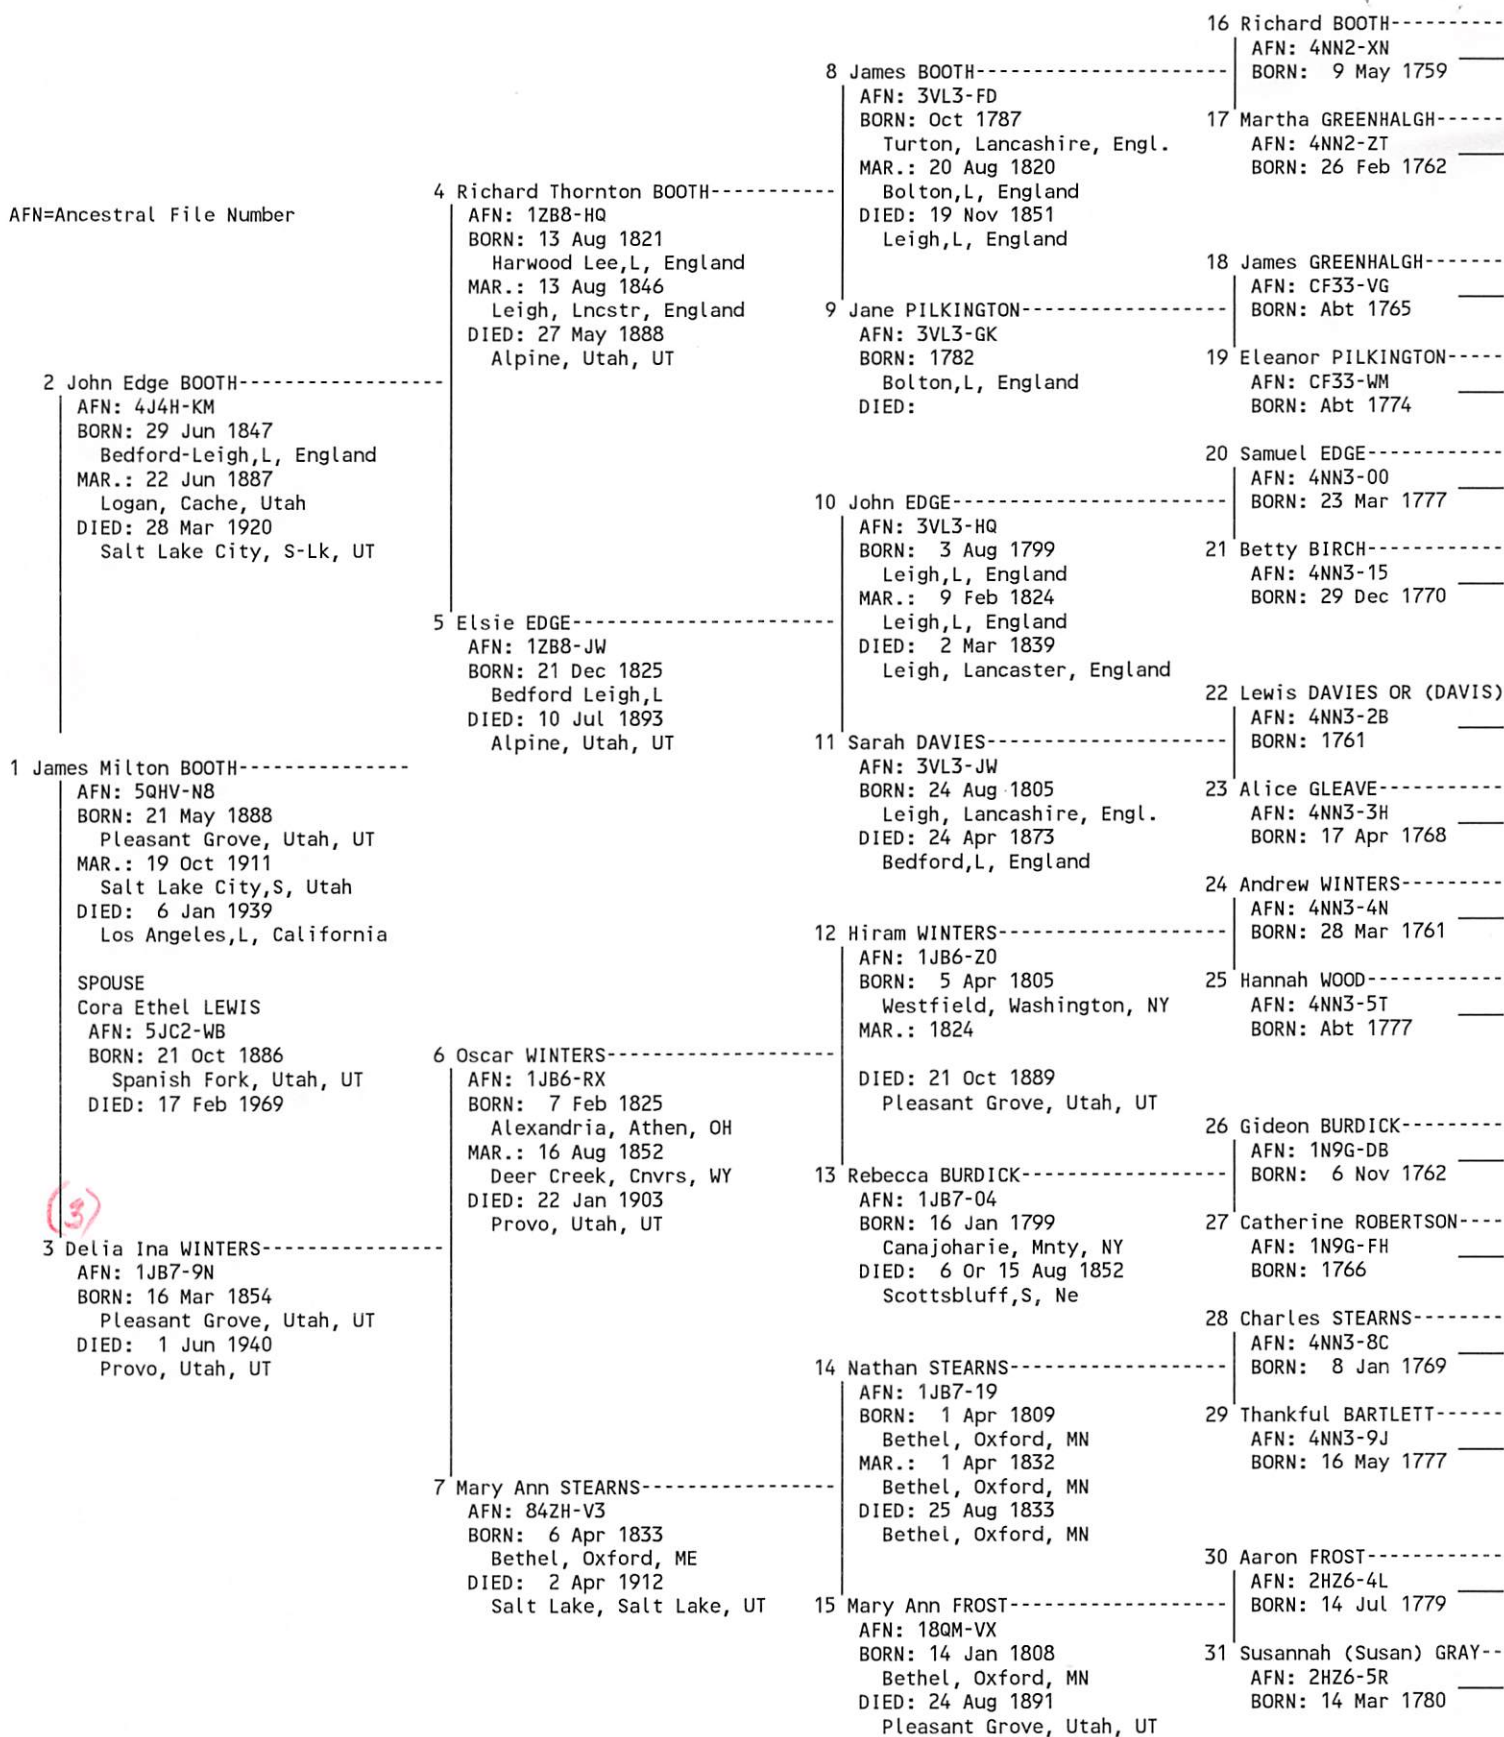 AFN=Ancestral File Number
1 James Milton BOOTH---------------
AFN: 5QHV-N8
BORN: 21 May 1888
Pleasant Grove, Utah, UT
MAR.: 19 Oct 1911
Salt Lake City,S, Utah
DIED: 6 Jan 1939
Los Angeles,L, California
SPOUSE
Cora Ethel LEWIS
AFN: 5JC2-WB
BORN: 21 Oct 1886
Spanish Fork, Utah, UT
DIED: 17 Feb 1969
2 John Edge BOOTH------------------
AFN: 4J4H-KM
BORN: 29 Jun 1847
Bedford-Leigh,L, England
MAR.: 22 Jun 1887
Logan, Cache, Utah
DIED: 28 Mar 1920
Salt Lake City, S-Lk, UT
(3)
3 Delia Ina WINTERS----------------
AFN: 1JB7-9N
BORN: 16 Mar 1854
Pleasant Grove, Utah, UT
DIED: 1 Jun 1940
Provo, Utah, UT
4 Richard Thornton BOOTH-----------
AFN: 1ZB8-HQ
BORN: 13 Aug 1821
Harwood Lee,L, England
MAR.: 13 Aug 1846
Leigh, Lncstr, England
DIED: 27 May 1888
Alpine, Utah, UT
5 Elsie EDGE-----------------------
AFN: 1ZB8-JW
BORN: 21 Dec 1825
Bedford Leigh,L
DIED: 10 Jul 1893
Alpine, Utah, UT
6 Oscar WINTERS--------------------
AFN: 1JB6-RX
BORN: 7 Feb 1825
Alexandria, Athen, OH
MAR.: 16 Aug 1852
Deer Creek, Cnvrs, WY
DIED: 22 Jan 1903
Provo, Utah, UT
7 Mary Ann STEARNS-----------------
AFN: 84ZH-V3
BORN: 6 Apr 1833
Bethel, Oxford, ME
DIED: 2 Apr 1912
Salt Lake, Salt Lake, UT
8 James BOOTH----------------------
AFN: 3VL3-FD
BORN: Oct 1787
Turton, Lancashire, Engl.
MAR.: 20 Aug 1820
Bolton,L, England
DIED: 19 Nov 1851
Leigh,L, England
9 Jane PILKINGTON------------------
AFN: 3VL3-GK
BORN: 1782
Bolton,L, England
DIED:
10 John EDGE------------------------
AFN: 3VL3-HQ
BORN: 3 Aug 1799
Leigh,L, England
MAR.: 9 Feb 1824
Leigh,L, England
DIED: 2 Mar 1839
Leigh, Lancaster, England
11 Sarah DAVIES---------------------
AFN: 3VL3-JW
BORN: 24 Aug 1805
Leigh, Lancashire, Engl.
DIED: 24 Apr 1873
Bedford,L, England
12 Hiram WINTERS--------------------
AFN: 1JB6-Z0
BORN: 5 Apr 1805
Westfield, Washington, NY
MAR.: 1824
DIED: 21 Oct 1889
Pleasant Grove, Utah, UT
13 Rebecca BURDICK------------------
AFN: 1JB7-04
BORN: 16 Jan 1799
Canajoharie, Mnty, NY
DIED: 6 Or 15 Aug 1852
Scottsbluff,S, Ne
14 Nathan STEARNS-------------------
AFN: 1JB7-19
BORN: 1 Apr 1809
Bethel, Oxford, MN
MAR.: 1 Apr 1832
Bethel, Oxford, MN
DIED: 25 Aug 1833
Bethel, Oxford, MN
15 Mary Ann FROST-------------------
AFN: 18QM-VX
BORN: 14 Jan 1808
Bethel, Oxford, MN
DIED: 24 Aug 1891
Pleasant Grove, Utah, UT
16 Richard BOOTH----------
AFN: 4NN2-XN
BORN: 9 May 1759
17 Martha GREENHALGH------
AFN: 4NN2-ZT
BORN: 26 Feb 1762
18 James GREENHALGH-------
AFN: CF33-VG
BORN: Abt 1765
19 Eleanor PILKINGTON-----
AFN: CF33-WM
BORN: Abt 1774
20 Samuel EDGE------------
AFN: 4NN3-00
BORN: 23 Mar 1777
21 Betty BIRCH------------
AFN: 4NN3-15
BORN: 29 Dec 1770
22 Lewis DAVIES OR (DAVIS)
AFN: 4NN3-2B
BORN: 1761
23 Alice GLEAVE-----------
AFN: 4NN3-3H
BORN: 17 Apr 1768
24 Andrew WINTERS---------
AFN: 4NN3-4N
BORN: 28 Mar 1761
25 Hannah WOOD------------
AFN: 4NN3-5T
BORN: Abt 1777
26 Gideon BURDICK---------
AFN: 1N9G-DB
BORN: 6 Nov 1762
27 Catherine ROBERTSON----
AFN: 1N9G-FH
BORN: 1766
28 Charles STEARNS--------
AFN: 4NN3-8C
BORN: 8 Jan 1769
29 Thankful BARTLETT------
AFN: 4NN3-9J
BORN: 16 May 1777
30 Aaron FROST------------
AFN: 2HZ6-4L
BORN: 14 Jul 1779
31 Susannah (Susan) GRAY--
AFN: 2HZ6-5R
BORN: 14 Mar 1780